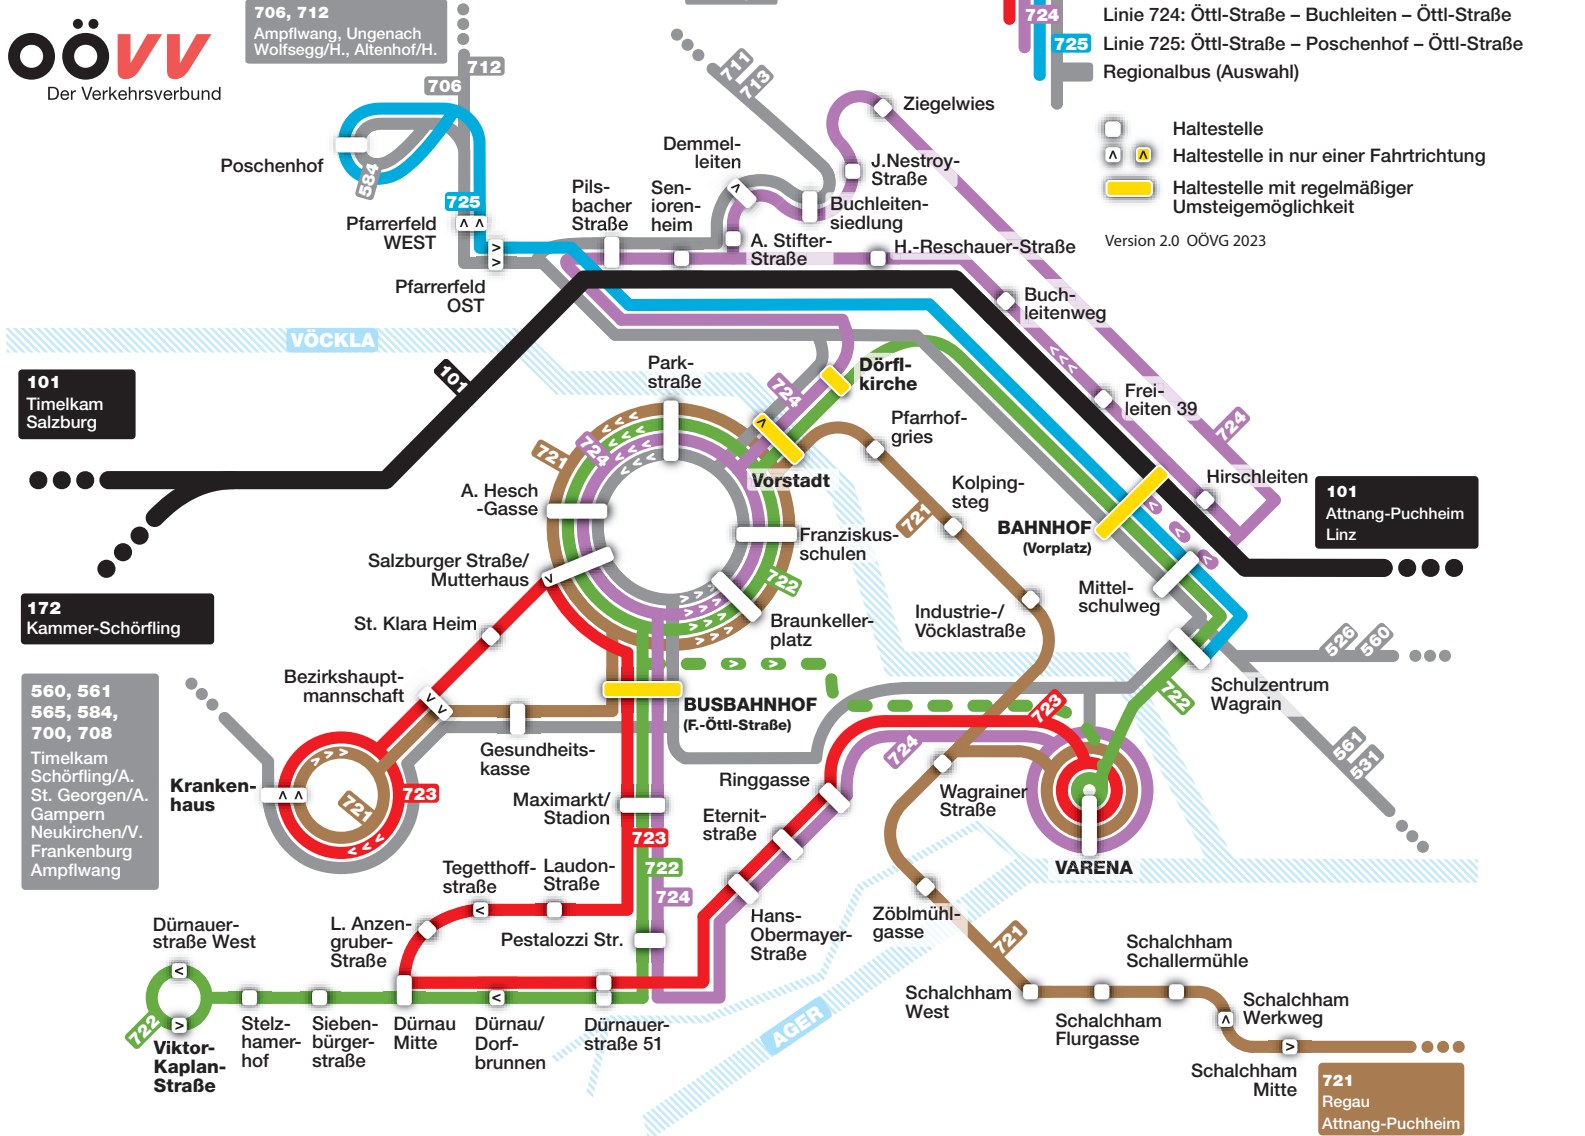 OÖVV
Der Verkehrsverbund
706, 712
Ampflwang, Ungenach
Wolfsegg/H., Altenhof/H.
712
706
711
713
724
Linie 724: Öttl-Straße – Buchleiten – Öttl-Straße
725
Linie 725: Öttl-Straße – Poschenhof – Öttl-Straße
Regionalbus (Auswahl)
Haltestelle
Haltestelle in nur einer Fahrtrichtung
Haltestelle mit regelmäßiger
Umsteigemöglichkeit
Version 2.0 OÖVG 2023
Poschenhof
584
725
Pfarrerfeld
WEST
Pfarrerfeld
OST
Pils-
bacher
Straße
Sen-
ioren-
heim
Demmel-
leiten
Ziegelwies
J.Nestroy-
Straße
Buchleiten-
siedlung
A. Stifter-
Straße
H.-Reschauer-Straße
Buch-
leitenweg
Frei-
leiten 39
724
Hirschleiten
VÖCKLA
101
Timelkam
Salzburg
101
Park-
straße
724
Dörfl-
kirche
Pfarrhof-
gries
Vorstadt
721
724
A. Hesch
-Gasse
Kolping-
steg
721
BAHNHOF
(Vorplatz)
101
Attnang-Puchheim
Linz
Franziskus-
schulen
Salzburger Straße/
Mutterhaus
722
Mittel-
schulweg
172
Kammer-Schörfling
St. Klara Heim
Braunkeller-
platz
Industrie-/
Vöcklastraße
526
560
Bezirkshaupt-
mannschaft
BUSBAHNHOF
(F.-Öttl-Straße)
Schulzentrum
Wagrain
722
723
724
561
531
560, 561
565, 584,
700, 708
Timelkam
Schörfling/A.
St. Georgen/A.
Gampern
Neukirchen/V.
Frankenburg
Ampflwang
Gesundheits-
kasse
Kranken-
haus
721
723
Ringgasse
Wagrainer
Straße
Maximarkt/
Stadion
Eternit-
straße
723
722
724
VARENA
Tegetthoff-
straße
Laudon-
Straße
Dürnauer-
straße West
L. Anzen-
gruber-
Straße
Pestalozzi Str.
Hans-
Obermayer-
Straße
Zöblmühl-
gasse
721
Schalchham
Schallermühle
Schalchham
West
Schalchham
Flurgasse
Schalchham
Werkweg
Schalchham
Mitte
722
Viktor-
Kaplan-
Straße
Stelz-
hamer-
hof
Sieben-
bürger-
straße
Dürnau
Mitte
Dürnau/
Dorf-
brunnen
Dürnauer-
straße 51
AGER
721
Regau
Attnang-Puchheim